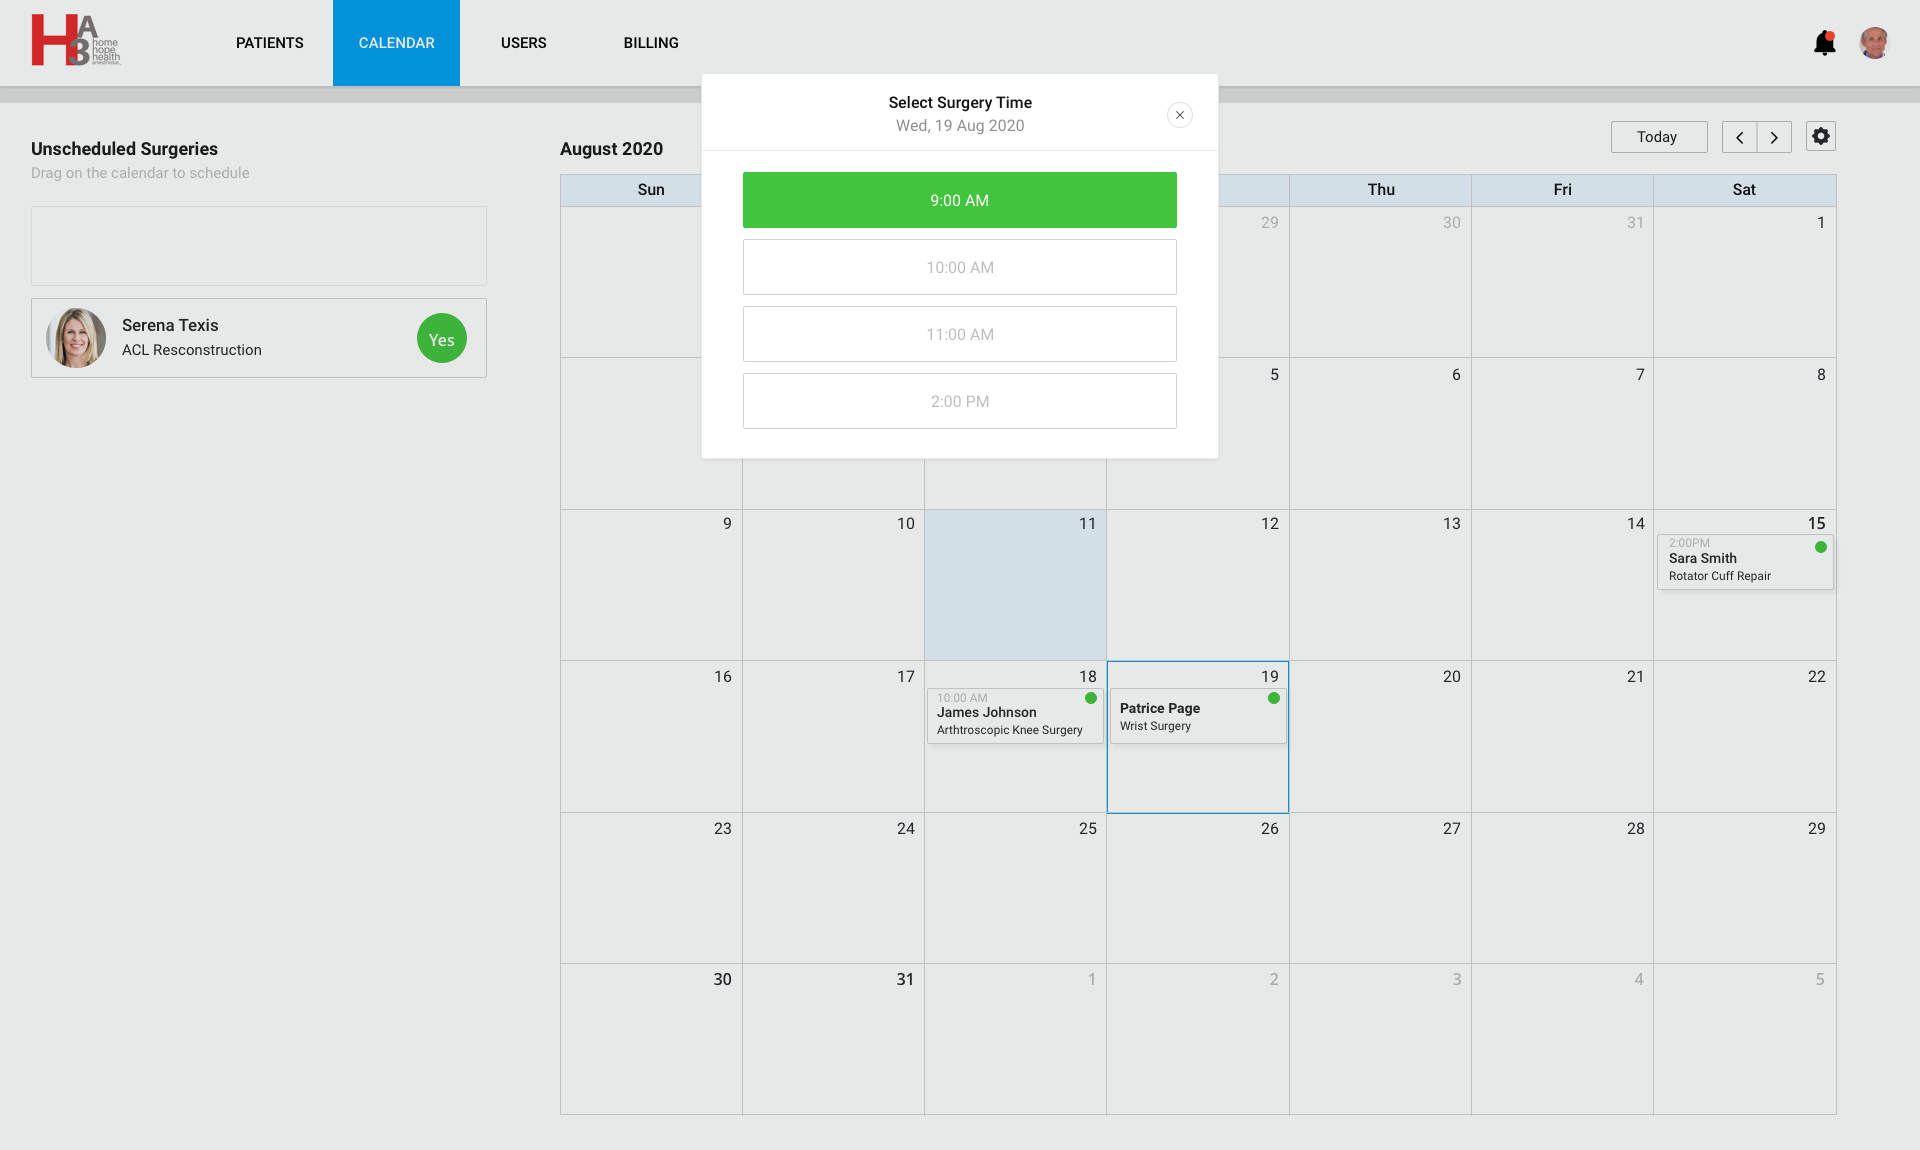 HA3 home
hope
health
anesthesia
PATIENTS
CALENDAR
USERS
BILLING
Select Surgery Time
Wed, 19 Aug 2020
9:00 AM
10:00 AM
11:00 AM
2:00 PM
Unscheduled Surgeries
Drag on the calendar to schedule
Serena Texis
ACL Resconstruction
Yes
August 2020
Today
Sun
Thu
Fri
Sat
29
30
31
1
5
6
7
8
9
10
11
12
13
14
15
2:00PM
Sara Smith
Rotator Cuff Repair
16
17
18
10:00 AM
James Johnson
Arthtroscopic Knee Surgery
19
Patrice Page
Wrist Surgery
20
21
22
23
24
25
26
27
28
29
30
31
1
2
3
4
5